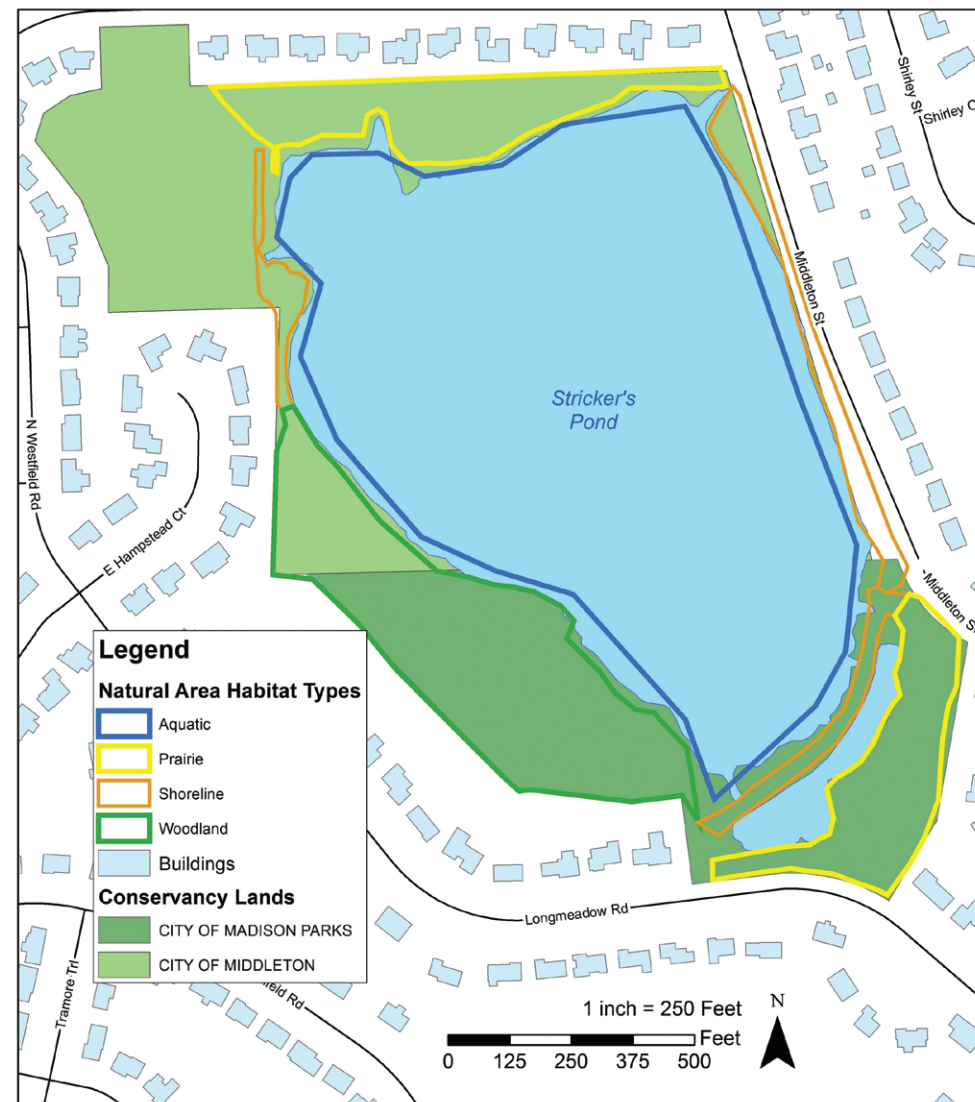 Shirley St
Shirley C
Middleton St
Stricker's
Pond
N Westfield Rd
E Hampstead Ct
Middleton St
Legend
Natural Area Habitat Types
Aquatic
Prairie
Shoreline
Woodland
Buildings
Conservancy Lands
CITY OF MADISON PARKS
CITY OF MIDDLETON
Longmeadow Rd
Tramore Trl
field Rd
1 inch = 250 Feet
N
Feet
0 125 250 375 500